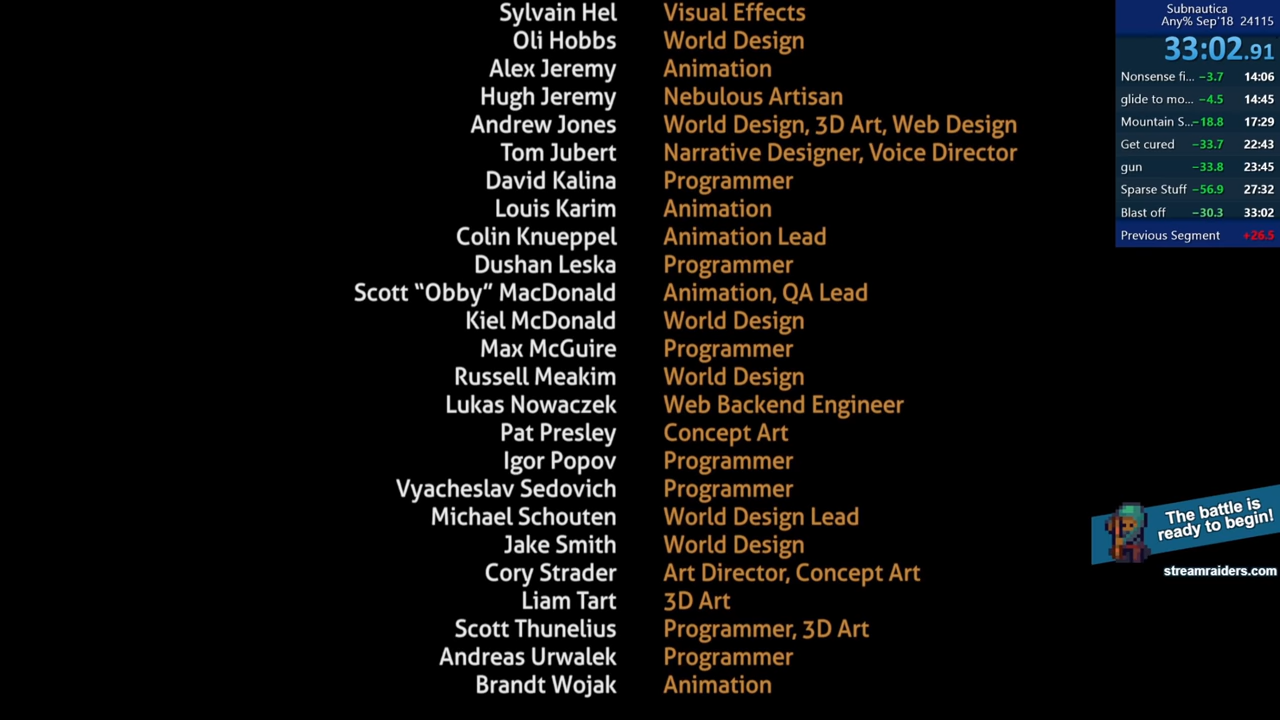 Sylvain Hel Visual Effects
Oli Hobbs World Design
Alex Jeremy Animation
Hugh Jeremy Nebulous Artisan
Andrew Jones World Design, 3D Art, Web Design
Tom Jubert Narrative Designer, Voice Director
David Kalina Programmer
Louis Karim Animation
Colin Knueppel Animation Lead
Dushan Leska Programmer
Scott “Obby” MacDonald Animation, QA Lead
Kiel McDonald World Design
Max McGuire Programmer
Russell Meakim World Design
Lukas Nowaczek Web Backend Engineer
Pat Presley Concept Art
Igor Popov Programmer
Vyacheslav Sedovich Programmer
Michael Schouten World Design Lead
Jake Smith World Design
Cory Strader Art Director, Concept Art
Liam Tart 3D Art
Scott Thunelius Programmer, 3D Art
Andreas Urwalek Programmer
Brandt Wojak Animation
Subnautica
Any% Sep'18 24115
33:02.91
Nonsense fi... −3.7 14:06
glide to mo... −4.5 14:45
Mountain S... −18.8 17:29
Get cured −33.7 22:43
gun −33.8 23:45
Sparse Stuff −56.9 27:32
Blast off −30.3 33:02
Previous Segment +26.5
The battle is
ready to begin!
streamraiders.com